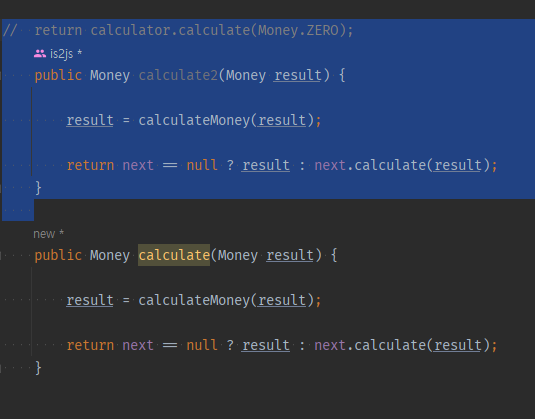 //  return calculator.calculate(Money.ZERO);
is2js *
public Money calculate2(Money result) {
result = calculateMoney(result);
return next == null ? result : next.calculate(result);
}
new *
public Money calculate(Money result) {
result = calculateMoney(result);
return next == null ? result : next.calculate(result);
}